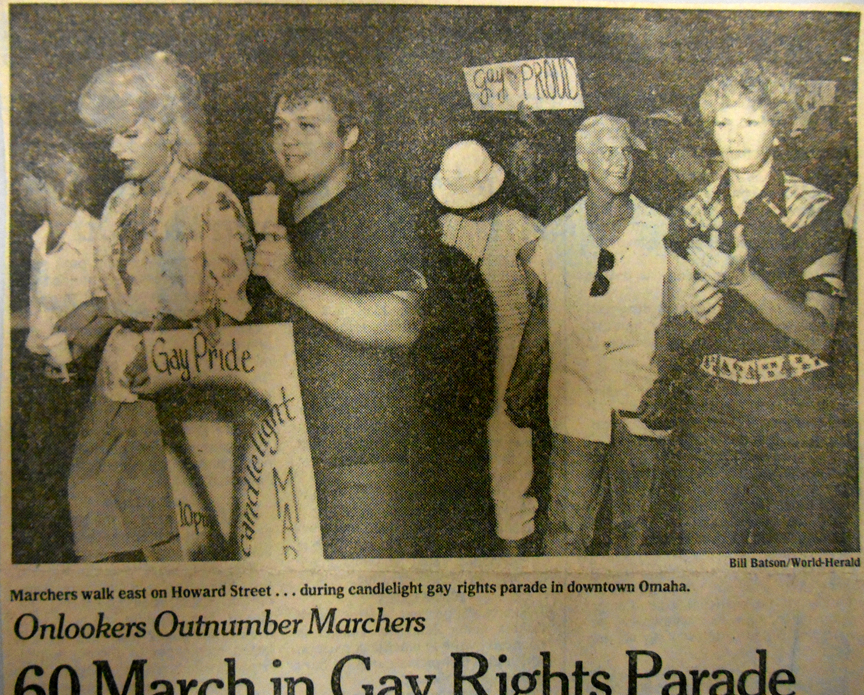 gay ♡ PROUD
Gay Pride
candlelight
MAR
10pm
Bill Batson/World-Herald
Marchers walk east on Howard Street . . . during candlelight gay rights parade in downtown Omaha.
Onlookers Outnumber Marchers
60 March in Gay Rights Parade